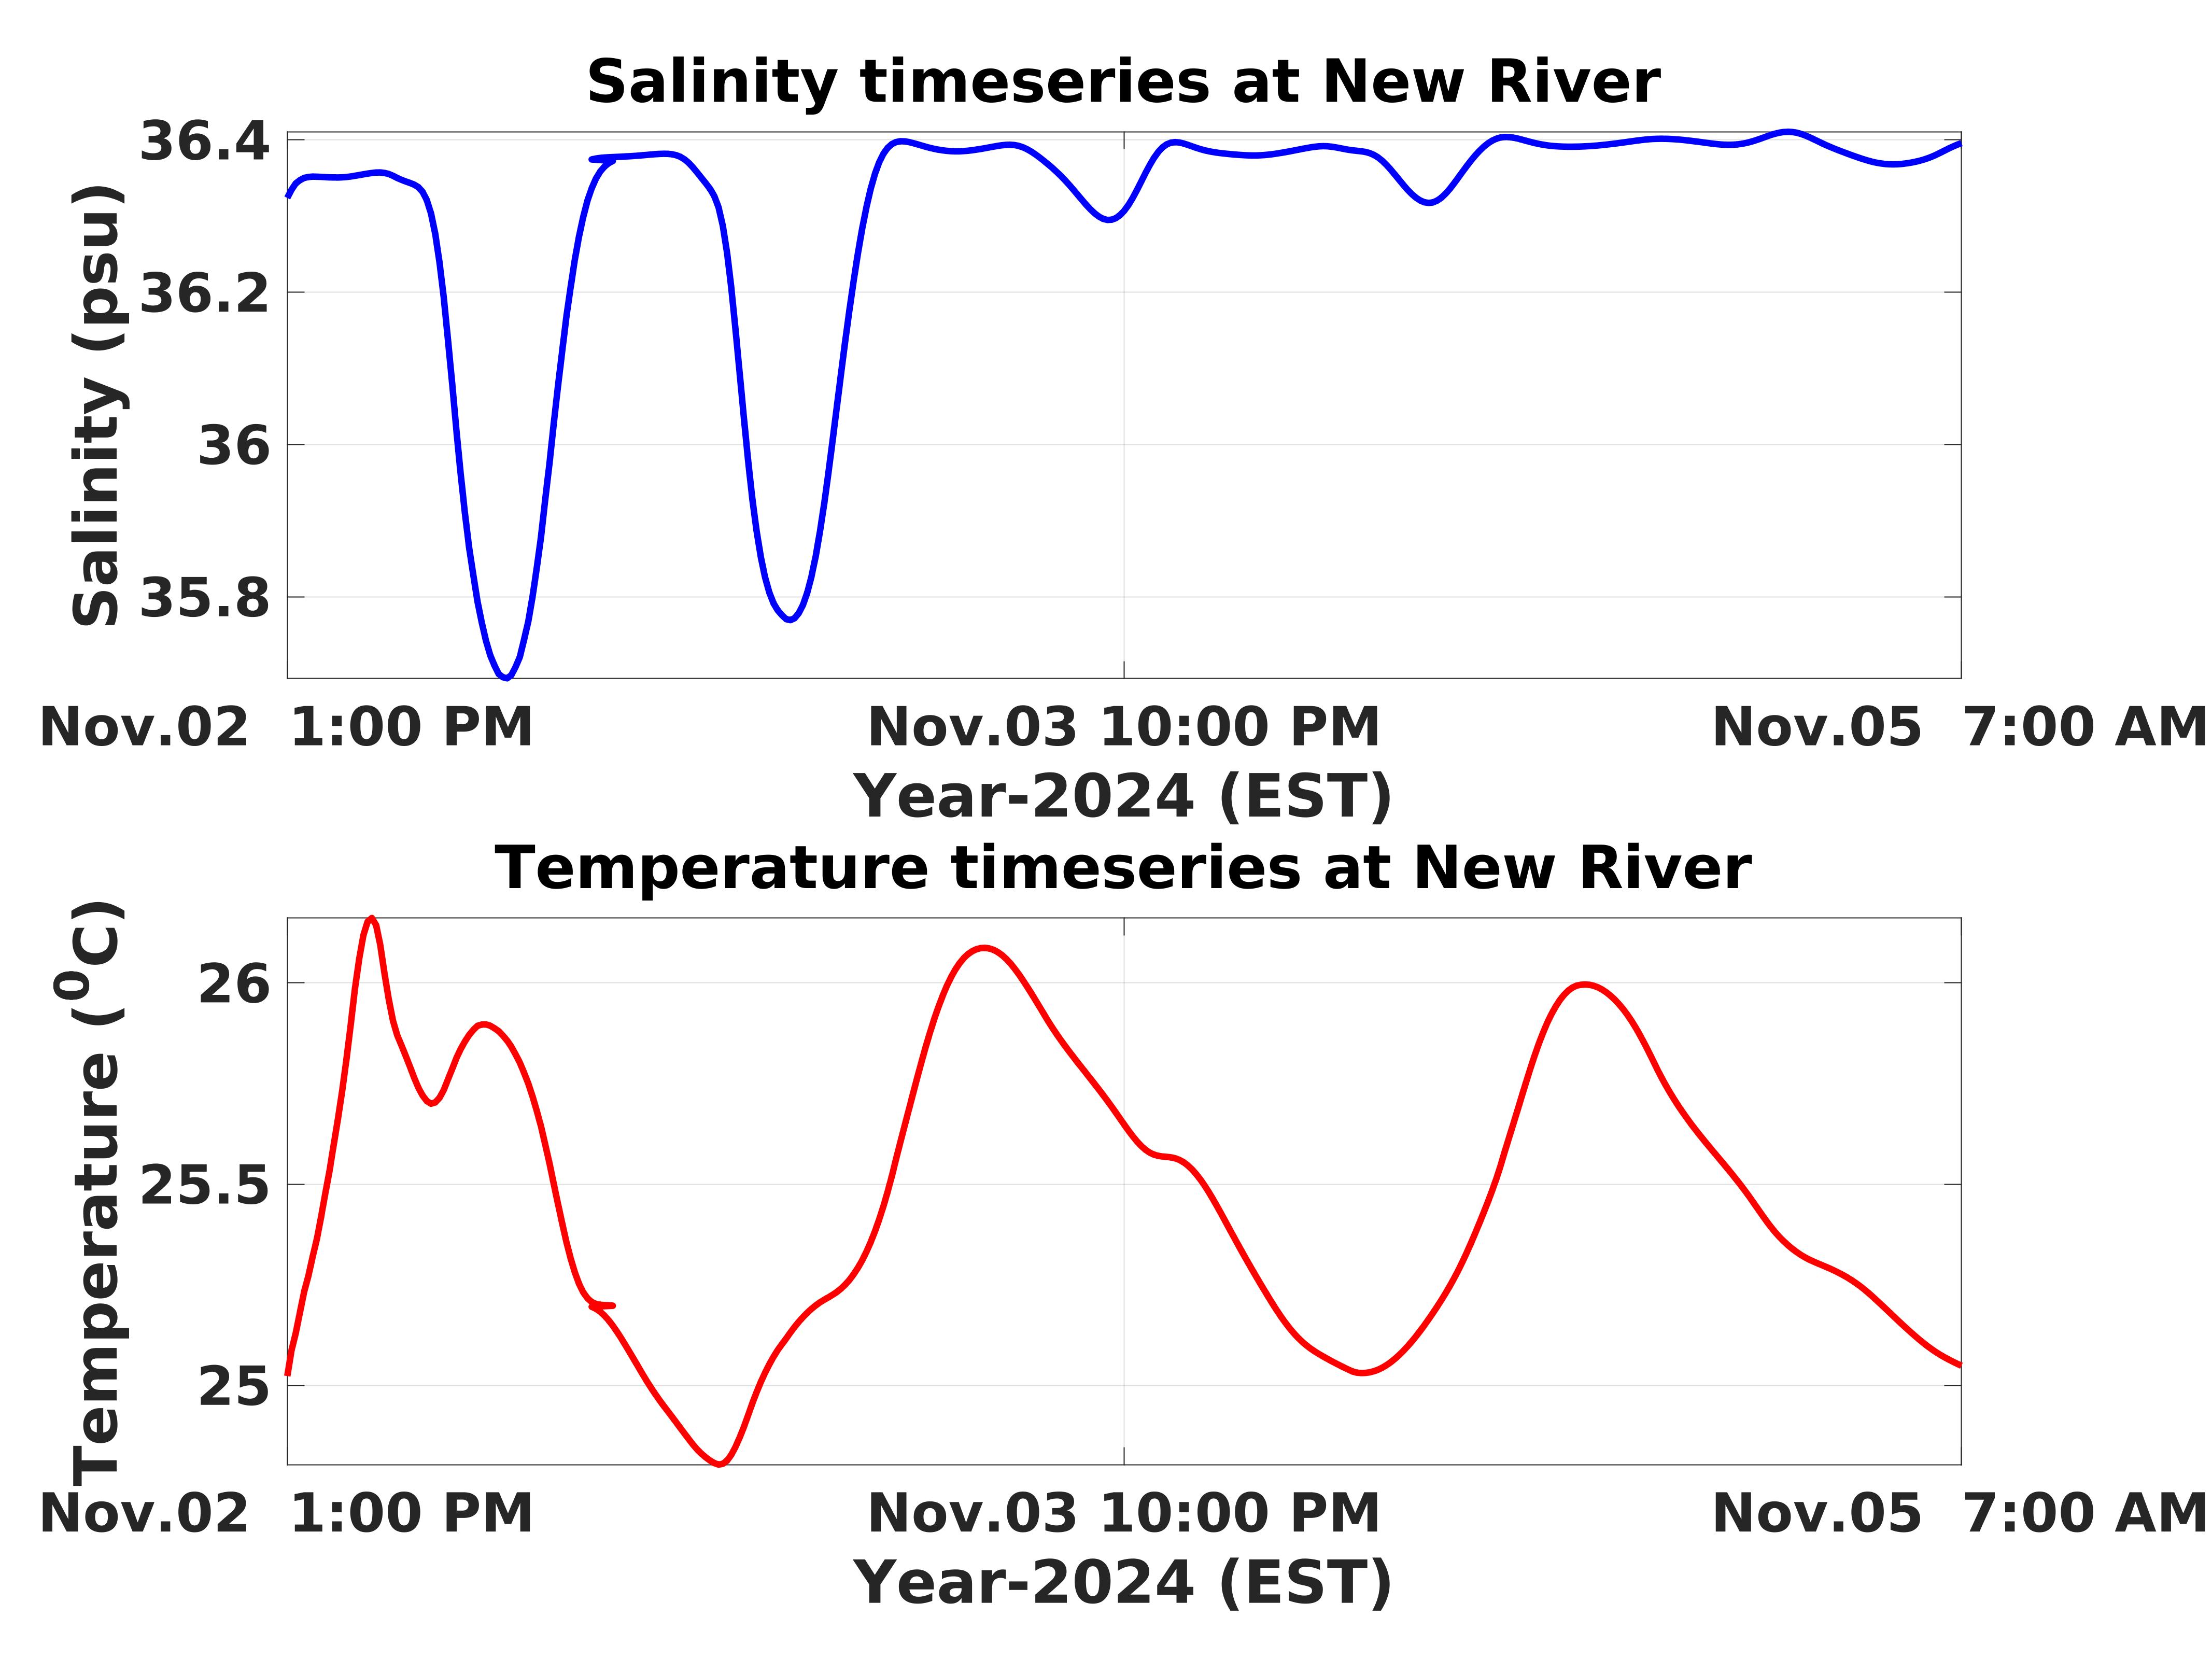 Salinity timeseries at New River
Salinity (psu)
36.4
36.2
36
35.8
Nov.02  1:00 PM Nov.03 10:00 PM Nov.05  7:00 AM
Year-2024 (EST)
Temperature timeseries at New River
Temperature (⁰C)
26
25.5
25
Nov.02  1:00 PM Nov.03 10:00 PM Nov.05  7:00 AM
Year-2024 (EST)